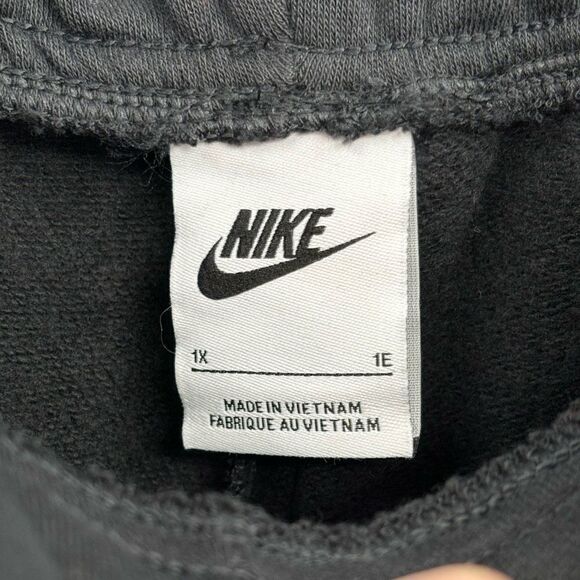 NIKE
1X 1E
MADE IN VIETNAM
FABRIQUE AU VIETNAM